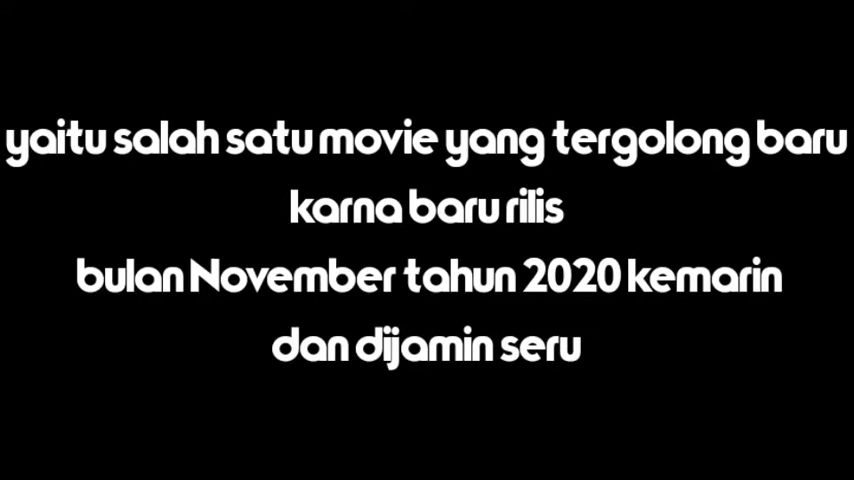 yaitu salah satu movie yang tergolong baru
karna baru rilis
bulan November tahun 2020 kemarin
dan dijamin seru